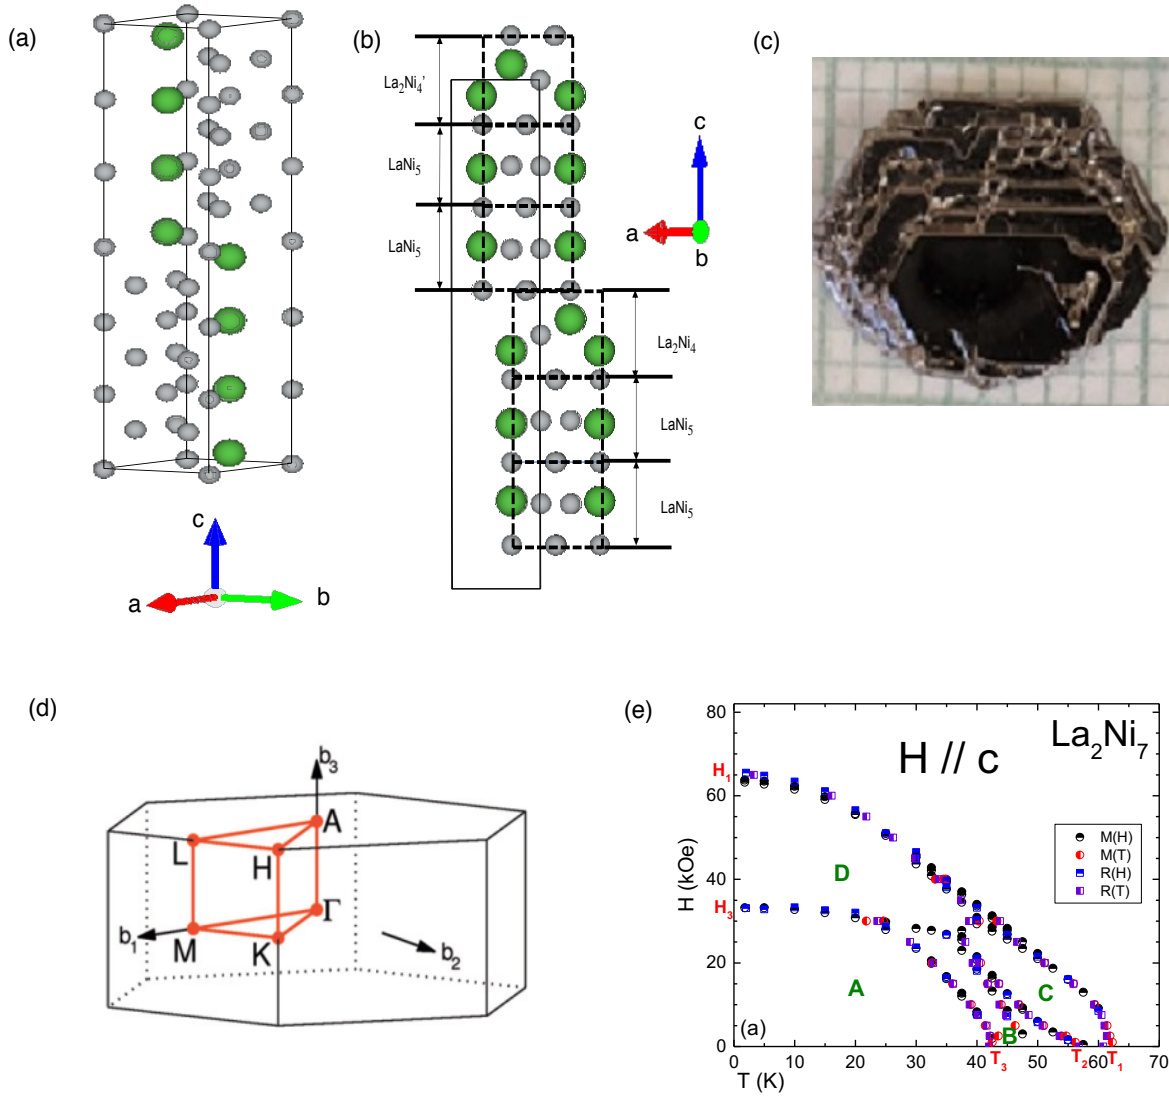 (a)
c
a
b
(b)
La2Ni4'
LaNi5
LaNi5
La2Ni4
LaNi5
LaNi5
c
a
b
(c)
(d)
b3
A
L
H
Γ
b1
M
K
b2
(e)
La2Ni7
H // c
M(H)
M(T)
R(H)
R(T)
H (kOe)
80
60
40
20
0
H1
H3
D
A
C
B
(a)
T3
T2
T1
0
10
20
30
40
50
60
70
T (K)